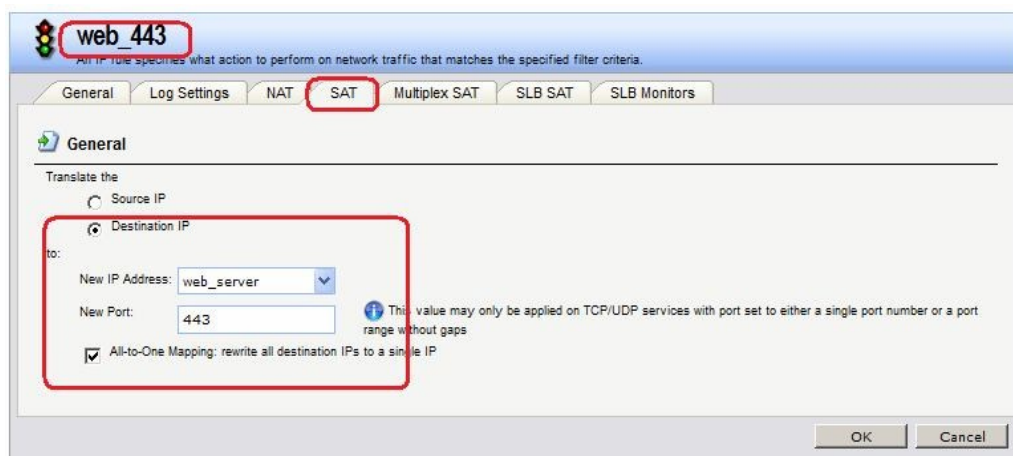 web_443
An IP rule specifies what action to perform on network traffic that matches the specified filter criteria.
General Log Settings NAT SAT Multiplex SAT SLB SAT SLB Monitors
General
Translate the
Source IP
Destination IP
to:
New IP Address: web_server
New Port: 443 This value may only be applied on TCP/UDP services with port set to either a single port number or a port
range without gaps
All-to-One Mapping: rewrite all destination IPs to a single IP
OK Cancel